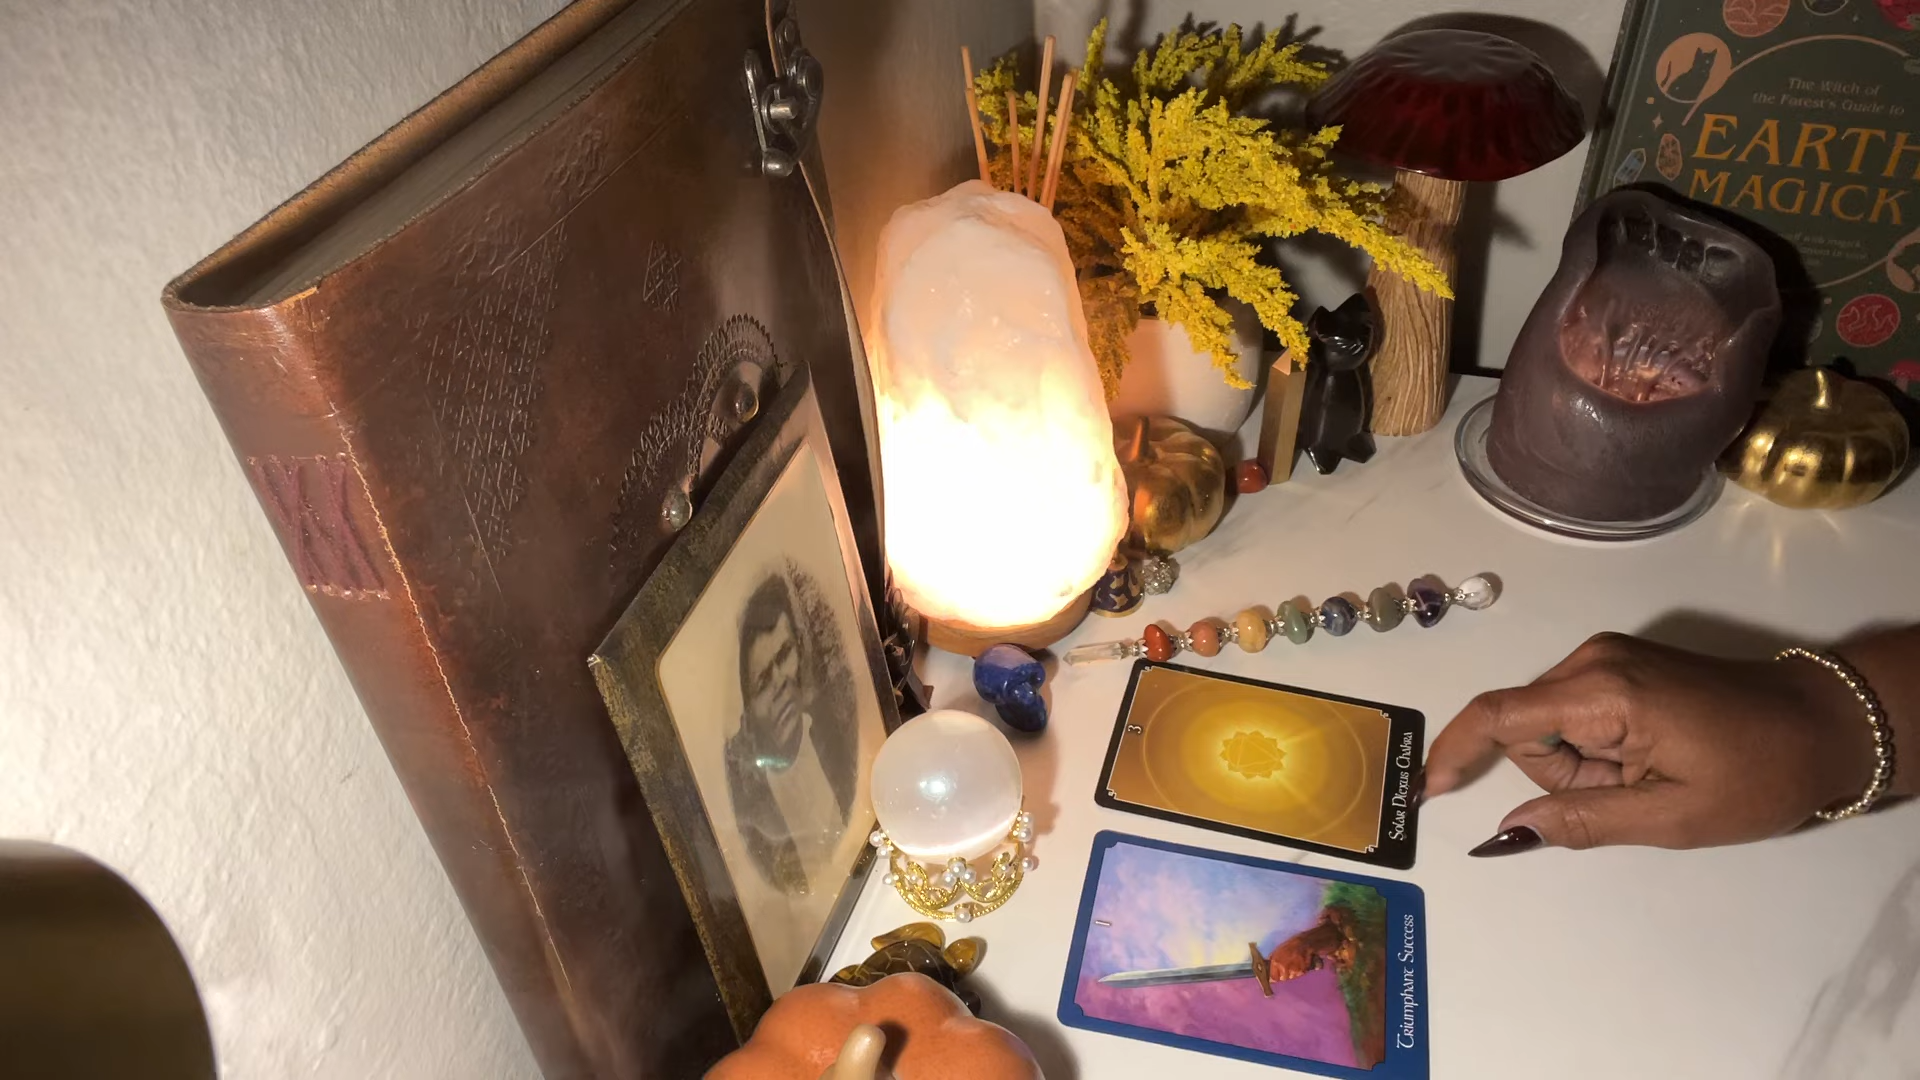 The Witch of
the Forest's Guide to
EARTH
MAGICK
3
Solar Plexus Chakra
1
Triumphant Success